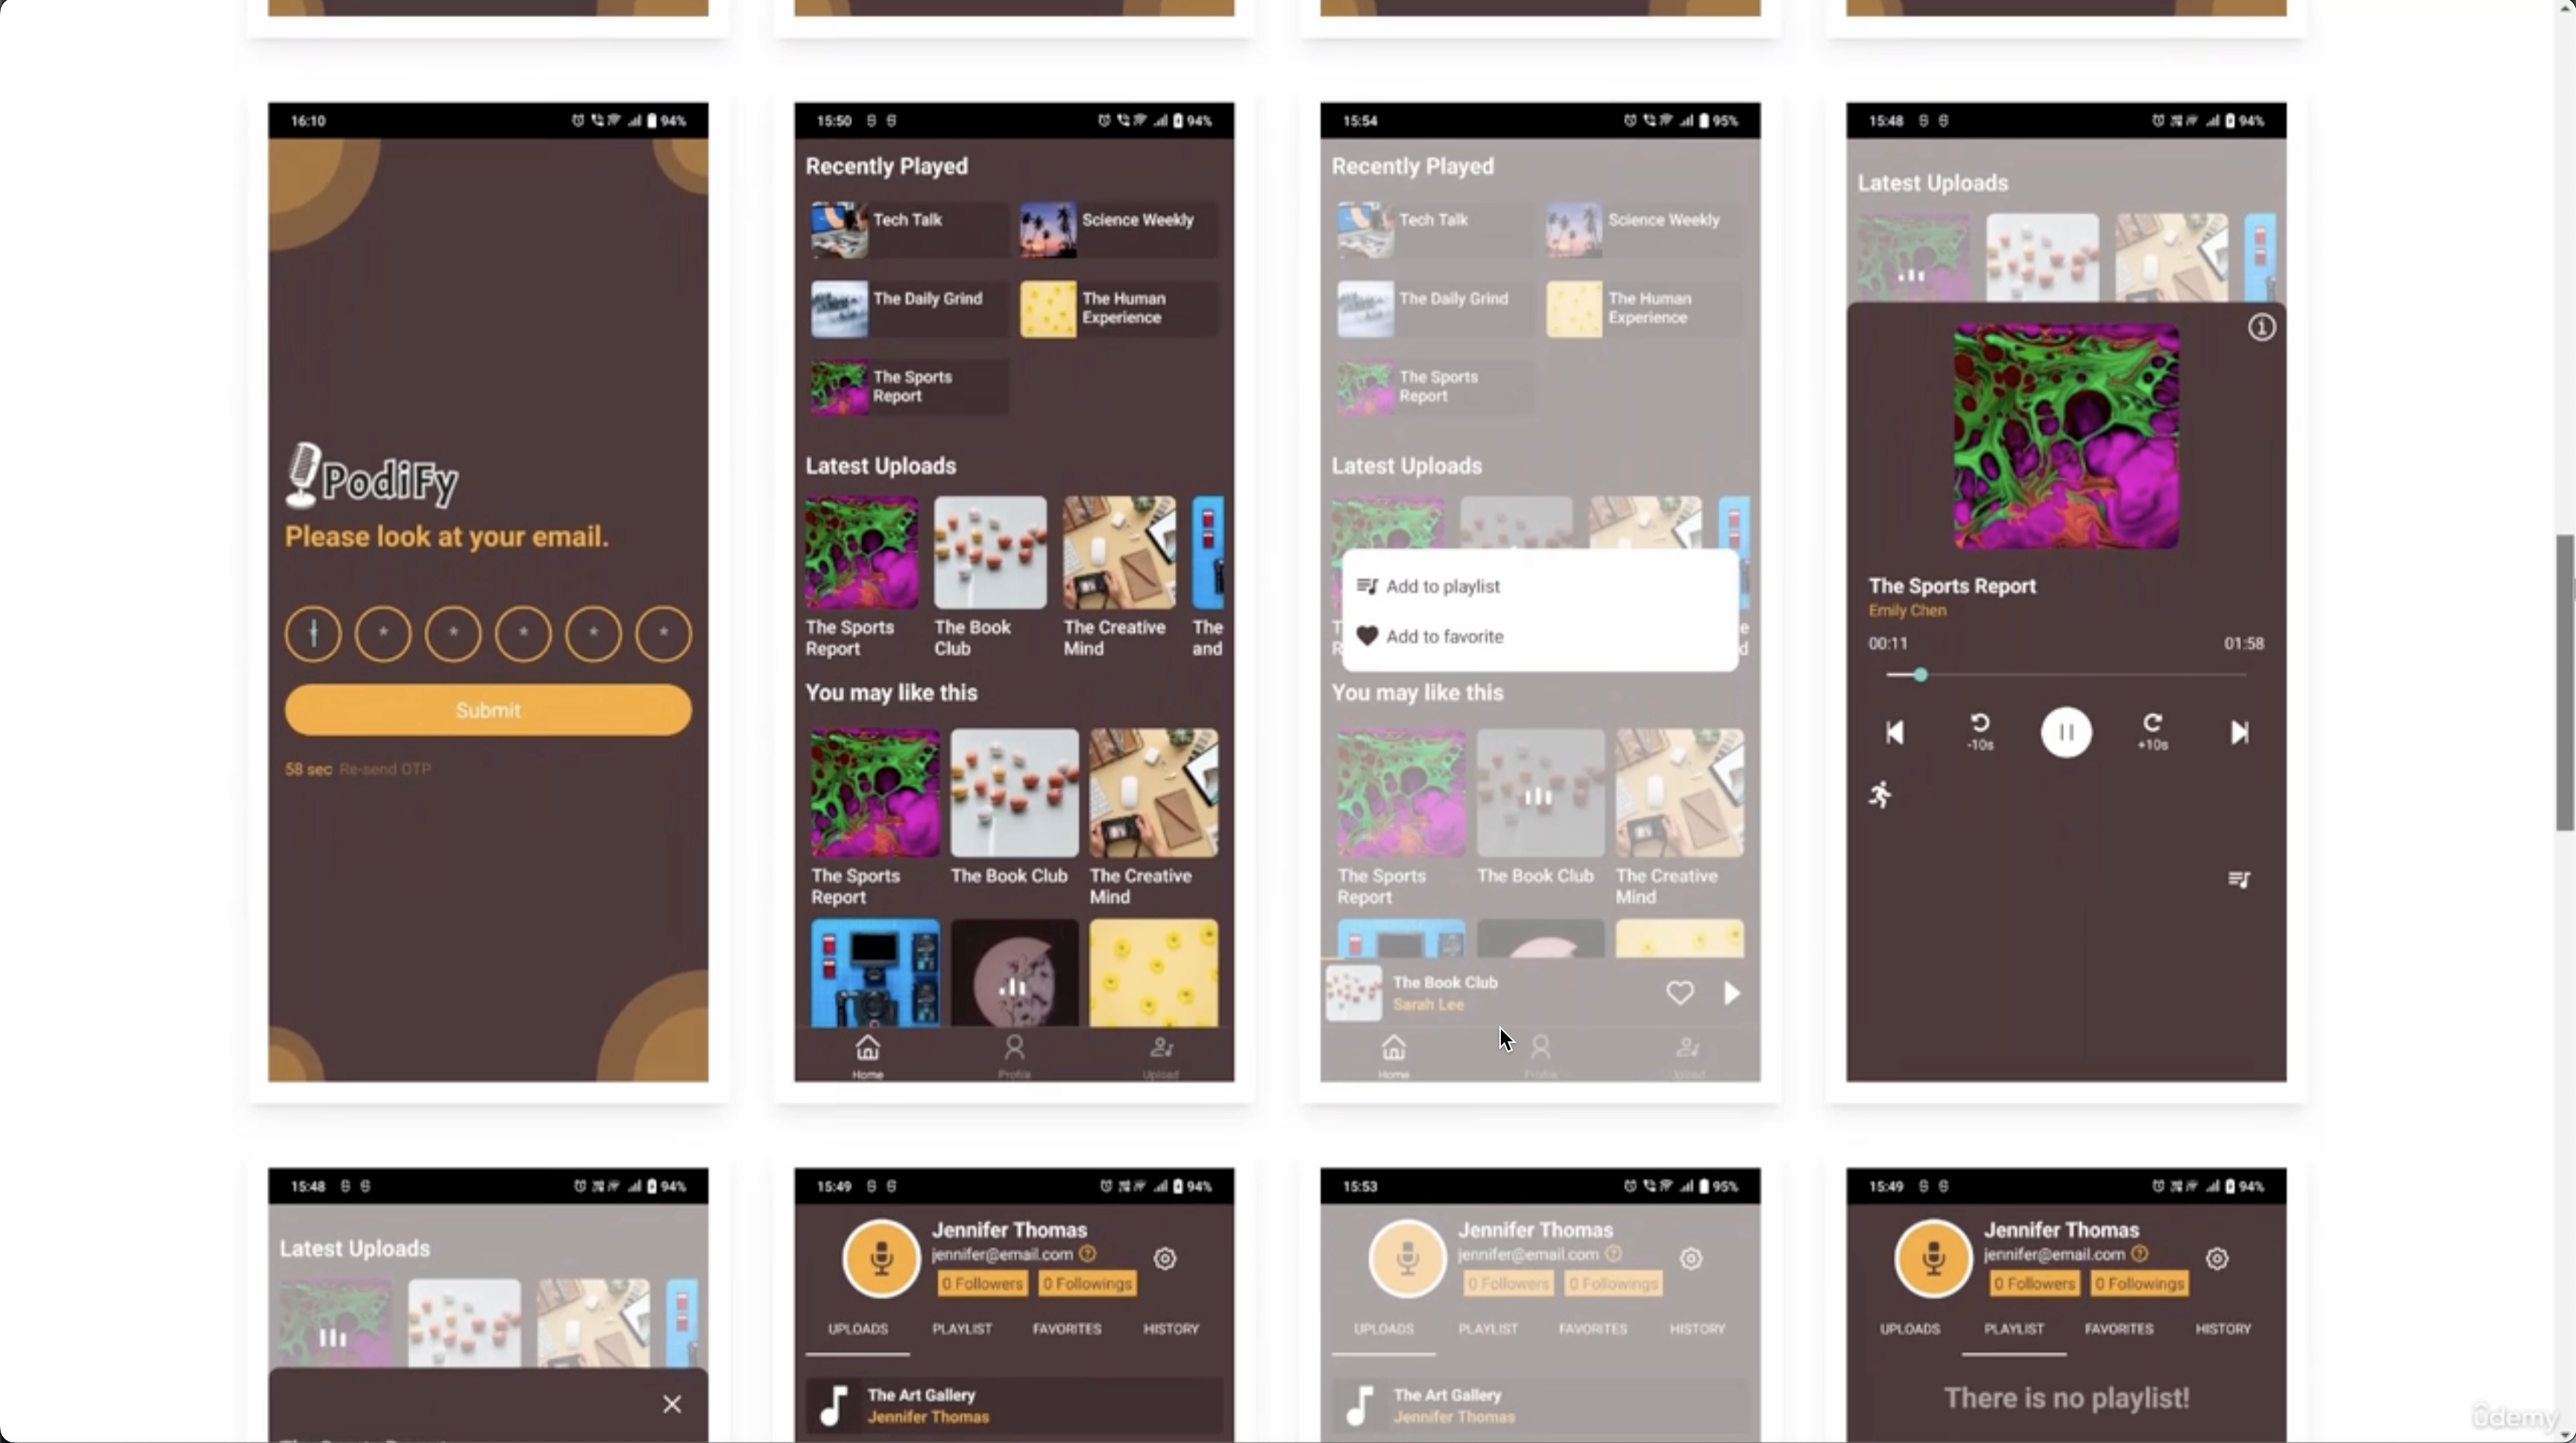 16:10
94%
PodiFy
Please look at your email.
*
*
*
*
*
Submit
58 sec Re-send OTP
15:50
94%
Recently Played
Tech Talk
Science Weekly
The Daily Grind
The Human
Experience
The Sports
Report
Latest Uploads
The Sports
Report
The Book
Club
The Creative
Mind
The
and
You may like this
The Sports
Report
The Book Club
The Creative
Mind
Home
Profile
Upload
15:54
95%
Recently Played
Tech Talk
Science Weekly
The Daily Grind
The Human
Experience
The Sports
Report
Latest Uploads
Add to playlist
Add to favorite
You may like this
The Sports
Report
The Book Club
The Creative
Mind
The Book Club
Sarah Lee
Home
Profile
Upload
15:48
94%
Latest Uploads
The Sports Report
Emily Chen
00:11
01:58
-10s
+10s
15:48
94%
Latest Uploads
15:49
94%
Jennifer Thomas
jennifer@email.com
0 Followers
0 Followings
UPLOADS
PLAYLIST
FAVORITES
HISTORY
The Art Gallery
Jennifer Thomas
15:53
95%
Jennifer Thomas
jennifer@email.com
0 Followers
0 Followings
UPLOADS
PLAYLIST
FAVORITES
HISTORY
The Art Gallery
Jennifer Thomas
15:49
94%
Jennifer Thomas
jennifer@email.com
0 Followers
0 Followings
UPLOADS
PLAYLIST
FAVORITES
HISTORY
There is no playlist!
ûdemy